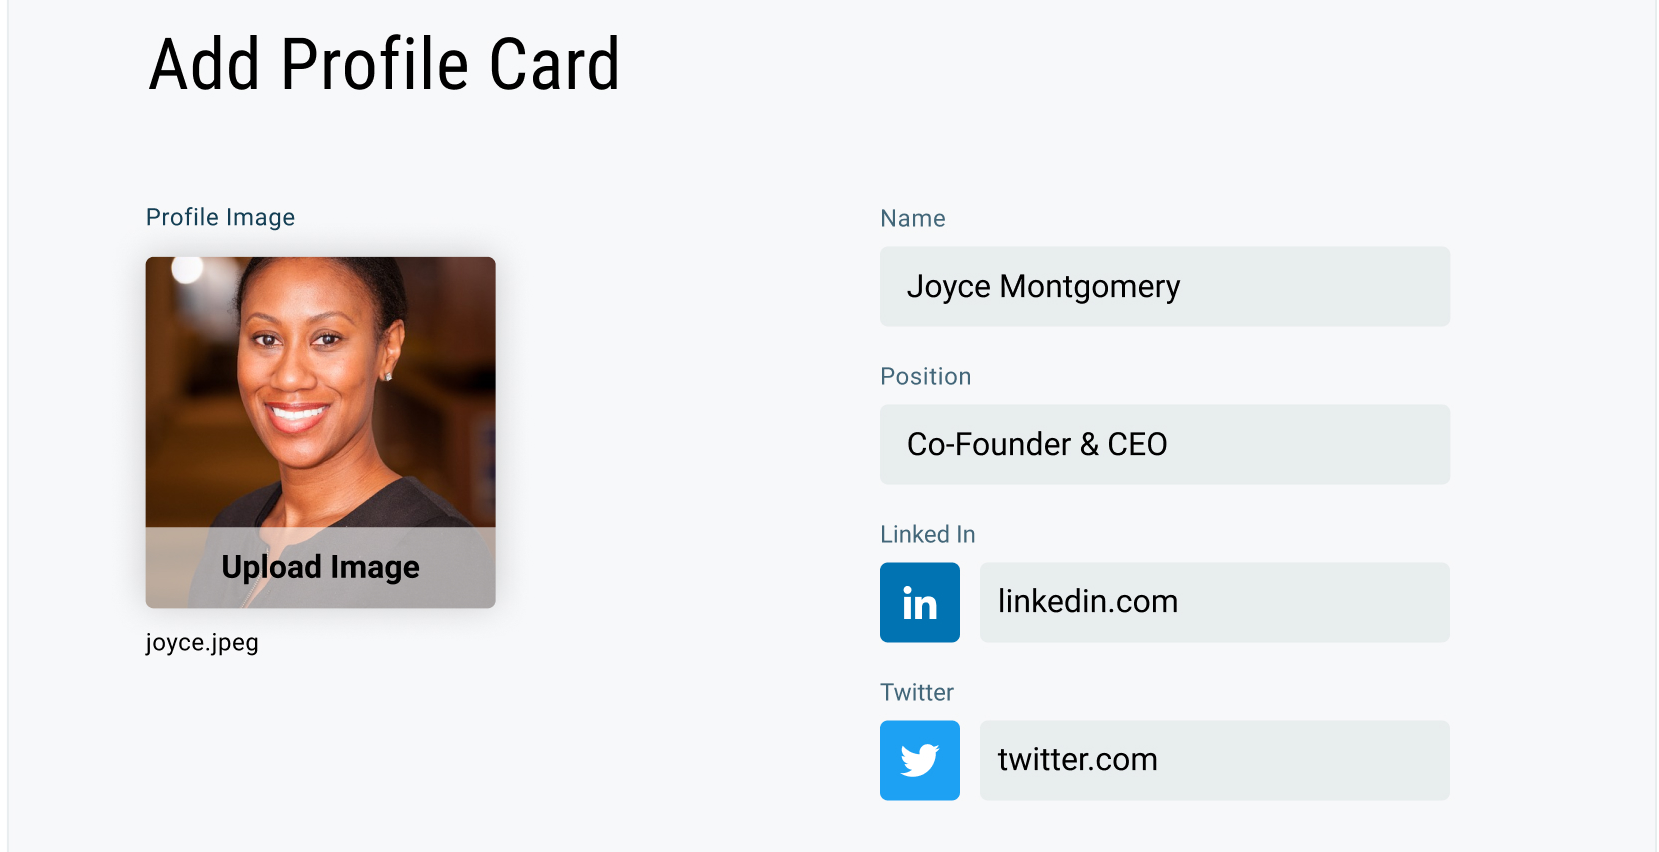 Add Profile Card
Profile Image
Upload Image
joyce.jpeg
Name
Joyce Montgomery
Position
Co-Founder & CEO
Linked In
in
linkedin.com
Twitter
twitter.com